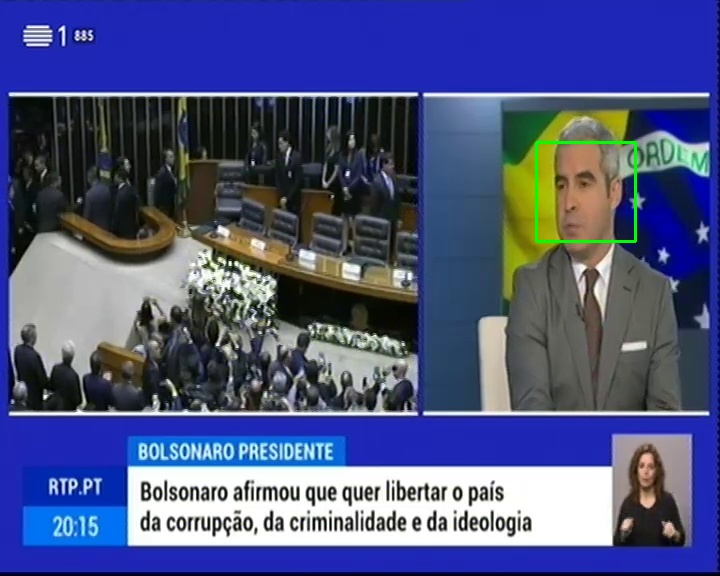 1 885
ORDEM
BOLSONARO PRESIDENTE
RTP.PT
Bolsonaro afirmou que quer libertar o país
20:15
da corrupção, da criminalidade e da ideologia